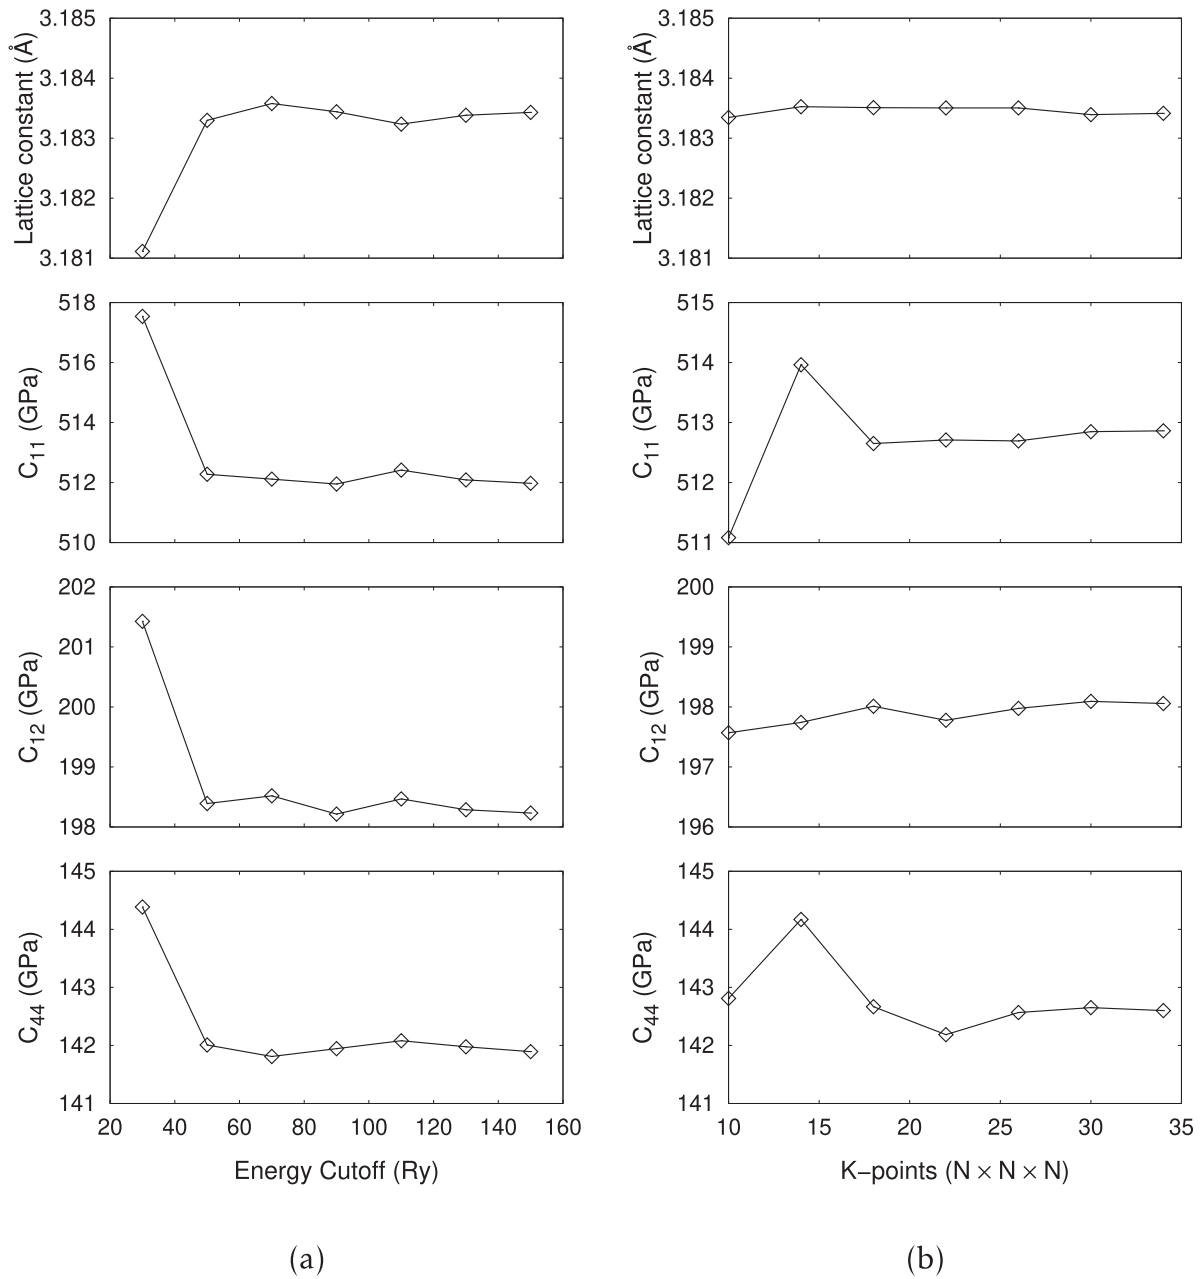 3.185
3.184
3.183
3.182
3.181
Lattice constant (Å)
518
516
514
512
510
C11 (GPa)
202
201
200
199
198
C12 (GPa)
145
144
143
142
141
C44 (GPa)
20 40 60 80 100 120 140 160
Energy Cutoff (Ry)
(a)
3.185
3.184
3.183
3.182
3.181
Lattice constant (Å)
515
514
513
512
511
C11 (GPa)
200
199
198
197
196
C12 (GPa)
145
144
143
142
141
C44 (GPa)
10 15 20 25 30 35
K−points (N × N × N)
(b)